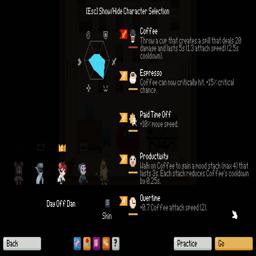 [Esc] Show/Hide Character Selection
Coffee
Throw a cup that creates a spill that deals 20
damage and lasts 5s (1.3 attack speed) (2.5s
cooldown).
Espresso
Coffee can now critically hit. +15% critical
chance.
Paid Time Off
+10% move speed.
Productivity
Walk on Coffee to gain a mood stack (max 4) that
lasts 3s. Each stack reduces Coffee's cooldown
by 0.25s.
Overtime
+0.7 Coffee attack speed (2).
Day Off Dan
Skin
Back
?
Practice
Go